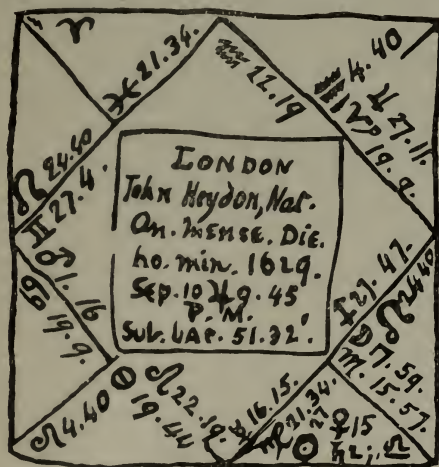 ♈
♓ 21.34.
♒ 22.19
♒ 4.40
♃ 27.11.
♑ 19.9.
♌ 24.40
♊ 27.4.
♂ 1.16
♋ 19.9.
LONDON
John Heydon, Nat.
An. Mense. Die.
ho. min. 1629.
Sep. 10 ♃ 9.45
P.M.
Sub. Lat. 51.32'.
24.40
7.59.
♏ 15.57.
♌ 4.40
19.44
♌ 22.19.
16.15.
21.34.
☉ 27
♀ 15
♄ 2; ♎